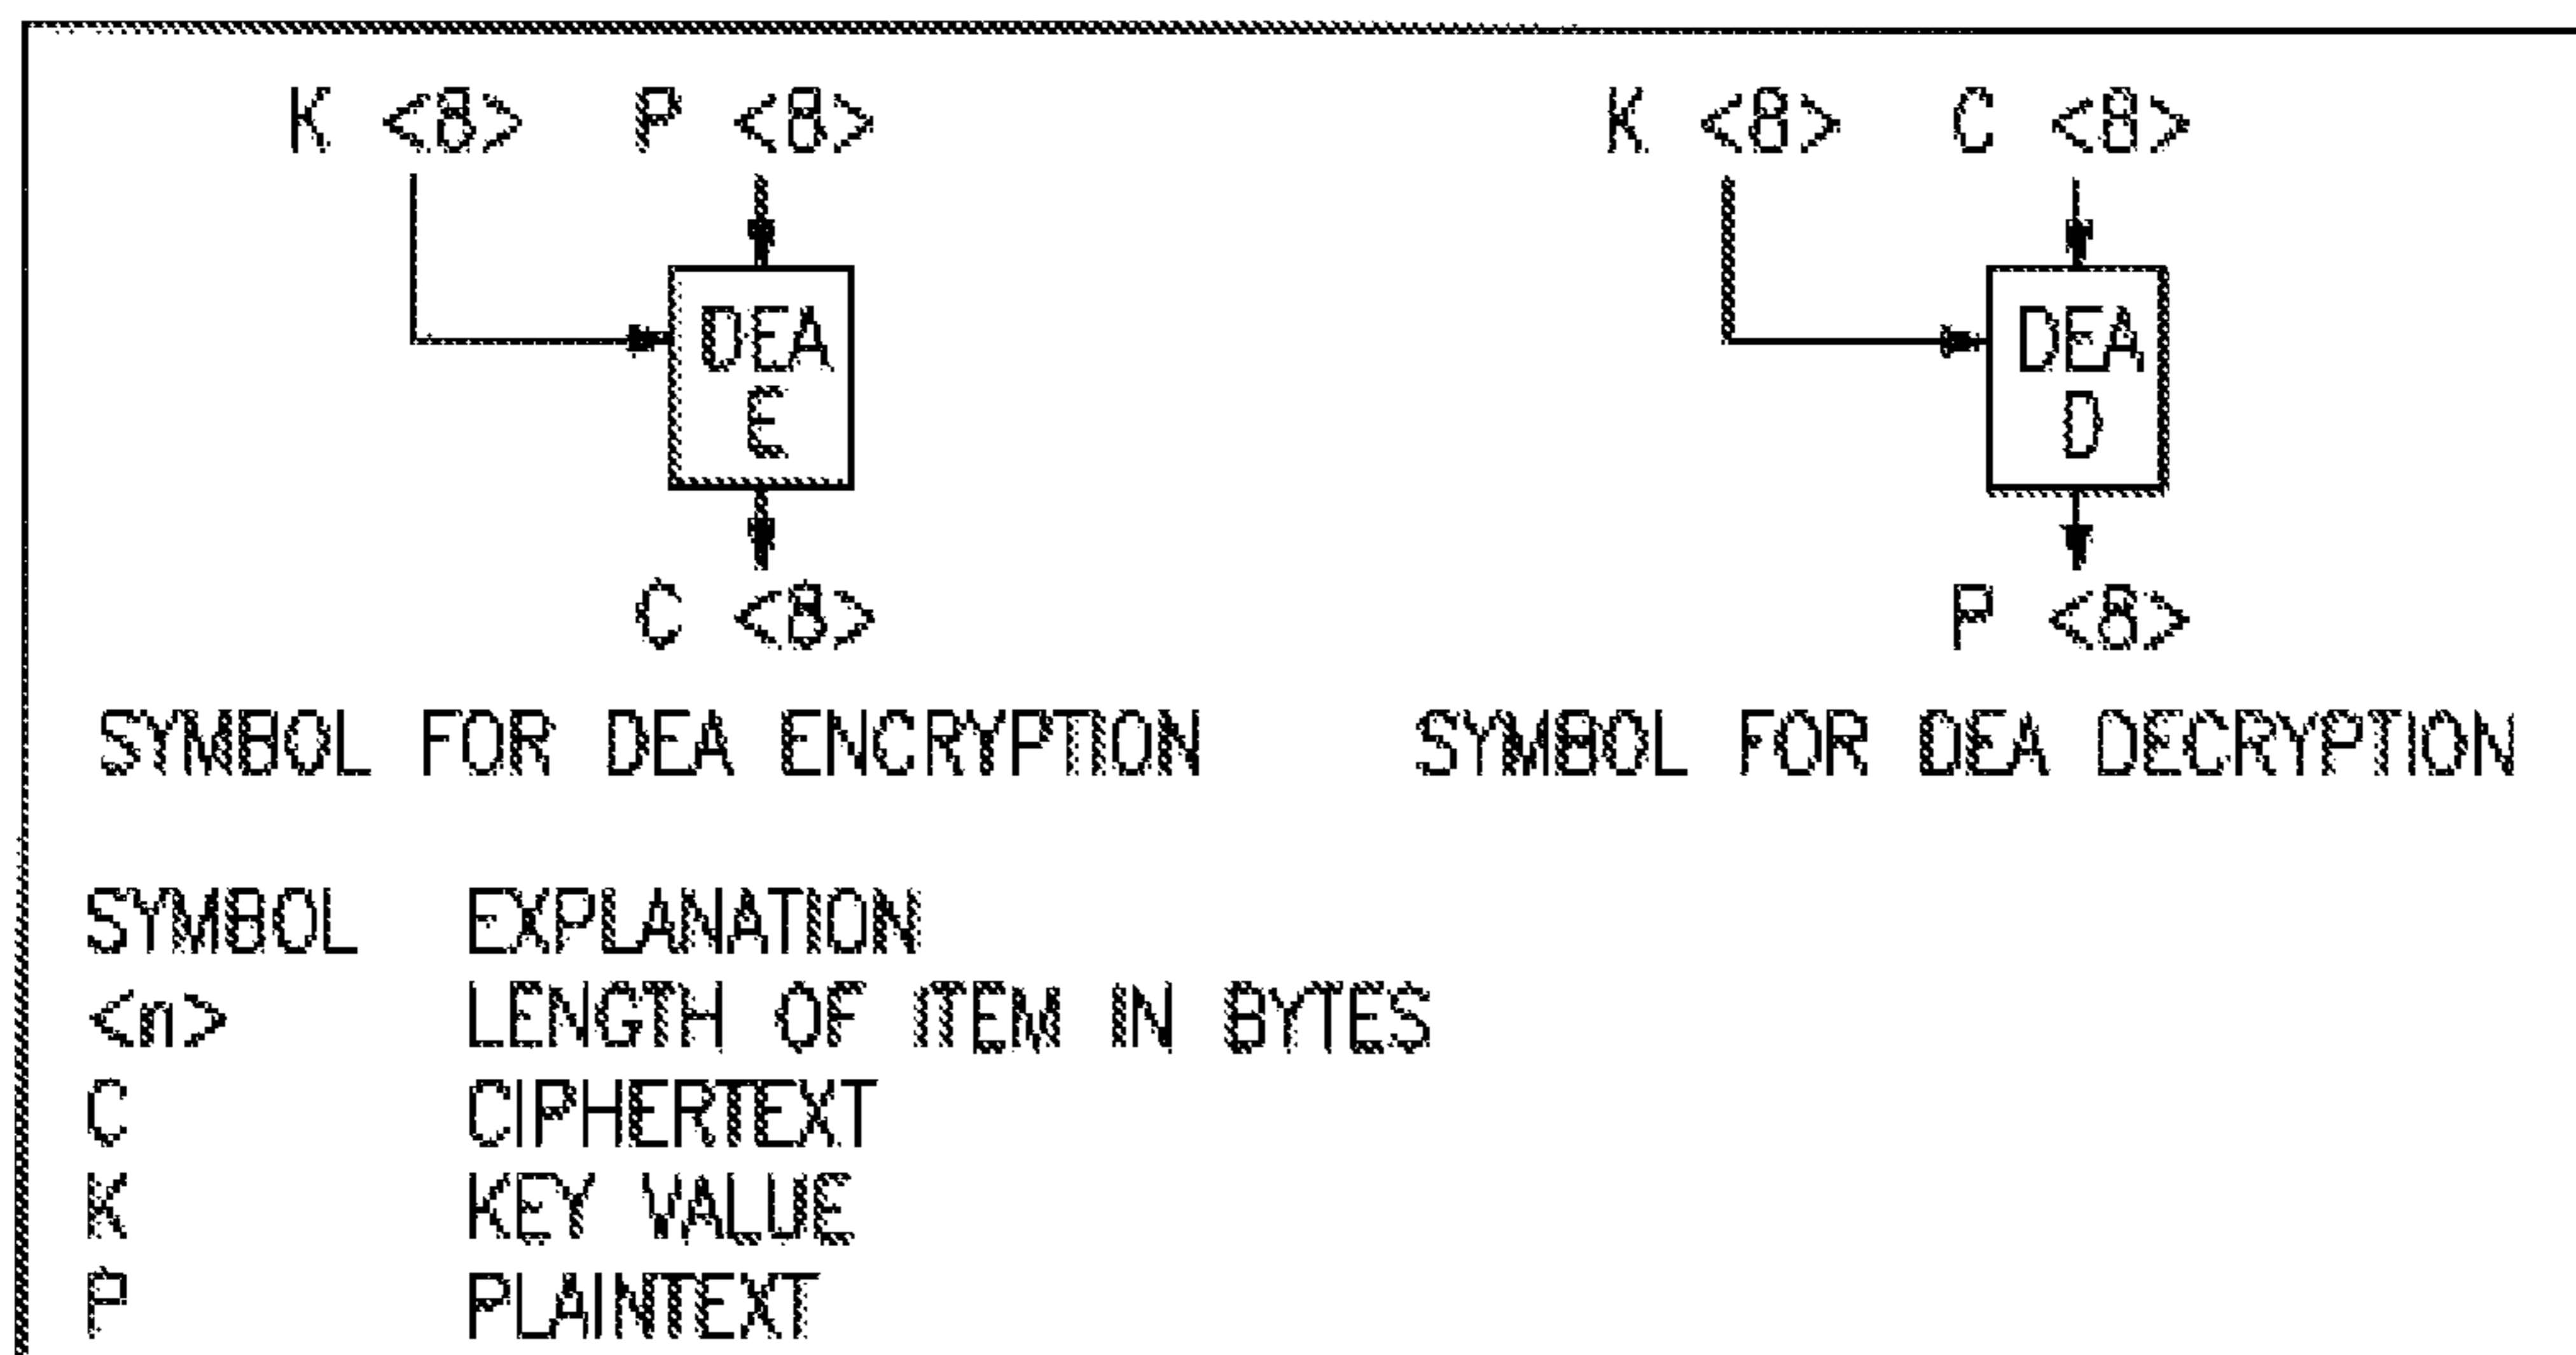 K <8> P <8> K <8> C <8>
DEA DEA
E D
C <8> P <8>
SYMBOL FOR DEA ENCRYPTION SYMBOL FOR DEA DECRYPTION
SYMBOL EXPLANATION
<n> LENGTH OF ITEM IN BYTES
C CIPHERTEXT
K KEY VALUE
P PLAINTEXT